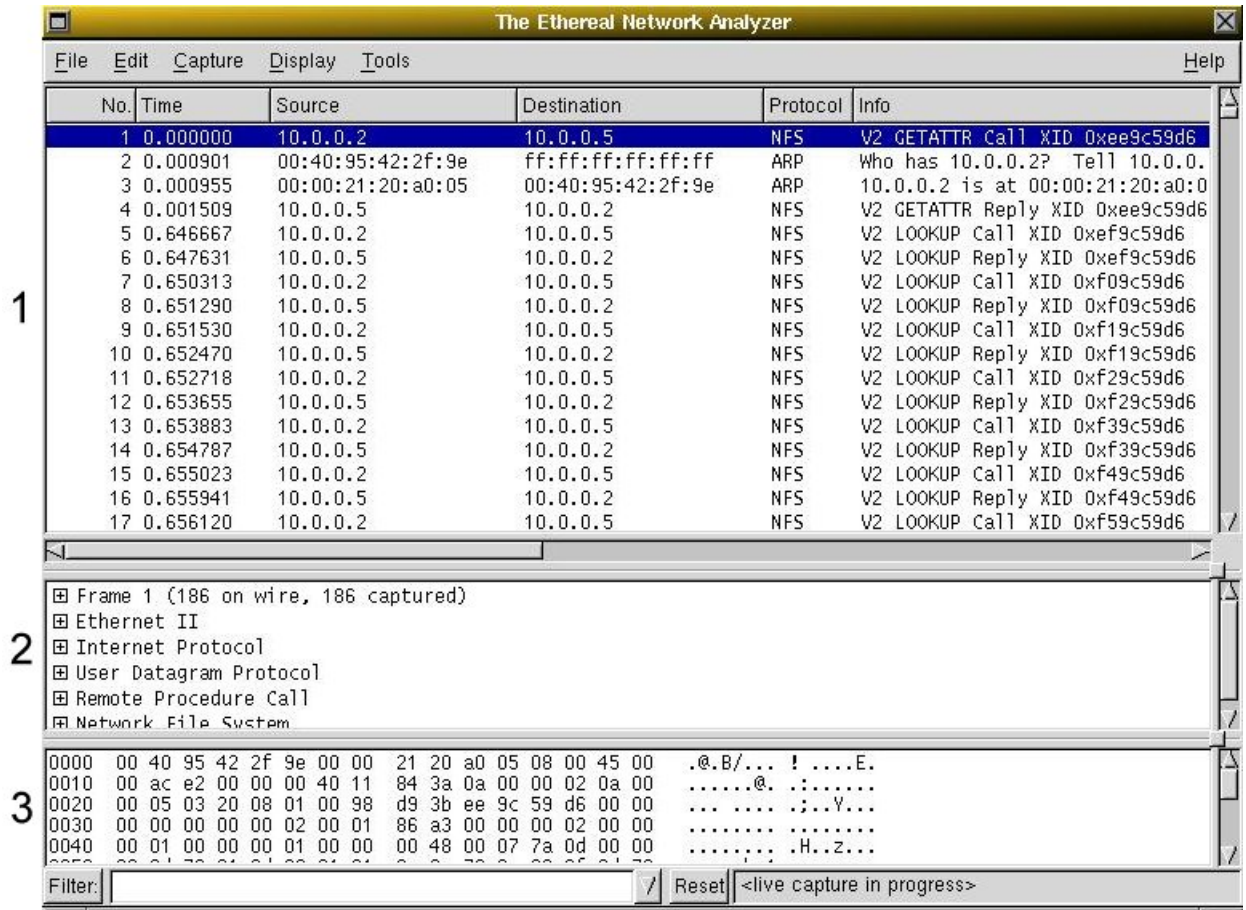 The Ethereal Network Analyzer
File Edit Capture Display Tools Help
No. Time Source Destination Protocol Info
1 0.000000 10.0.0.2 10.0.0.5 NFS V2 GETATTR Call XID 0xee9c59d6
2 0.000901 00:40:95:42:2f:9e ff:ff:ff:ff:ff:ff ARP Who has 10.0.0.2? Tell 10.0.0.
3 0.000955 00:00:21:20:a0:05 00:40:95:42:2f:9e ARP 10.0.0.2 is at 00:00:21:20:a0:0
4 0.001509 10.0.0.5 10.0.0.2 NFS V2 GETATTR Reply XID 0xee9c59d6
5 0.646667 10.0.0.2 10.0.0.5 NFS V2 LOOKUP Call XID 0xef9c59d6
6 0.647631 10.0.0.5 10.0.0.2 NFS V2 LOOKUP Reply XID 0xef9c59d6
7 0.650313 10.0.0.2 10.0.0.5 NFS V2 LOOKUP Call XID 0xf09c59d6
1 8 0.651290 10.0.0.5 10.0.0.2 NFS V2 LOOKUP Reply XID 0xf09c59d6
9 0.651530 10.0.0.2 10.0.0.5 NFS V2 LOOKUP Call XID 0xf19c59d6
10 0.652470 10.0.0.5 10.0.0.2 NFS V2 LOOKUP Reply XID 0xf19c59d6
11 0.652718 10.0.0.2 10.0.0.5 NFS V2 LOOKUP Call XID 0xf29c59d6
12 0.653655 10.0.0.5 10.0.0.2 NFS V2 LOOKUP Reply XID 0xf29c59d6
13 0.653883 10.0.0.2 10.0.0.5 NFS V2 LOOKUP Call XID 0xf39c59d6
14 0.654787 10.0.0.5 10.0.0.2 NFS V2 LOOKUP Reply XID 0xf39c59d6
15 0.655023 10.0.0.2 10.0.0.5 NFS V2 LOOKUP Call XID 0xf49c59d6
16 0.655941 10.0.0.5 10.0.0.2 NFS V2 LOOKUP Reply XID 0xf49c59d6
17 0.656120 10.0.0.2 10.0.0.5 NFS V2 LOOKUP Call XID 0xf59c59d6
Frame 1 (186 on wire, 186 captured)
Ethernet II
2 Internet Protocol
User Datagram Protocol
Remote Procedure Call
Network File System
0000 00 40 95 42 2f 9e 00 00 21 20 a0 05 08 00 45 00 .@.B/... ! ....E.
0010 00 ac e2 00 00 00 40 11 84 3a 0a 00 00 02 0a 00 ......@. .:......
3 0020 00 05 03 20 08 01 00 98 d9 3b ee 9c 59 d6 00 00 ... .... .;..Y...
0030 00 00 00 00 00 02 00 01 86 a3 00 00 00 02 00 00 ........ ........
0040 00 01 00 00 00 01 00 00 00 48 00 07 7a 0d 00 00 ........ .H..z...
Filter: Reset <live capture in progress>